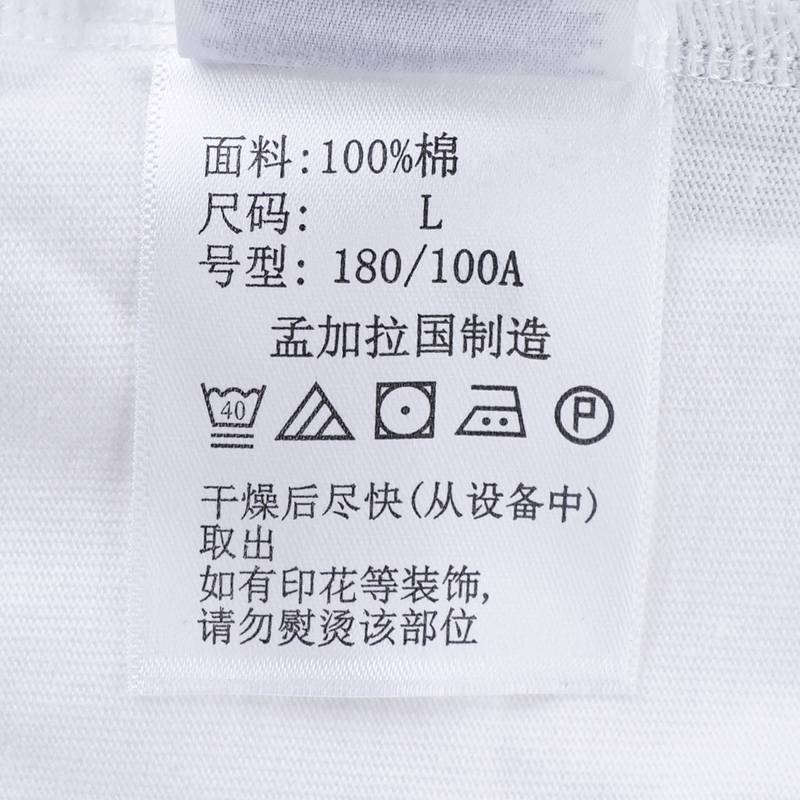 面料:100%棉
尺码: L
号型: 180/100A
孟加拉国制造
40 P
干燥后尽快(从设备中)
取出
如有印花等装饰,
请勿熨烫该部位